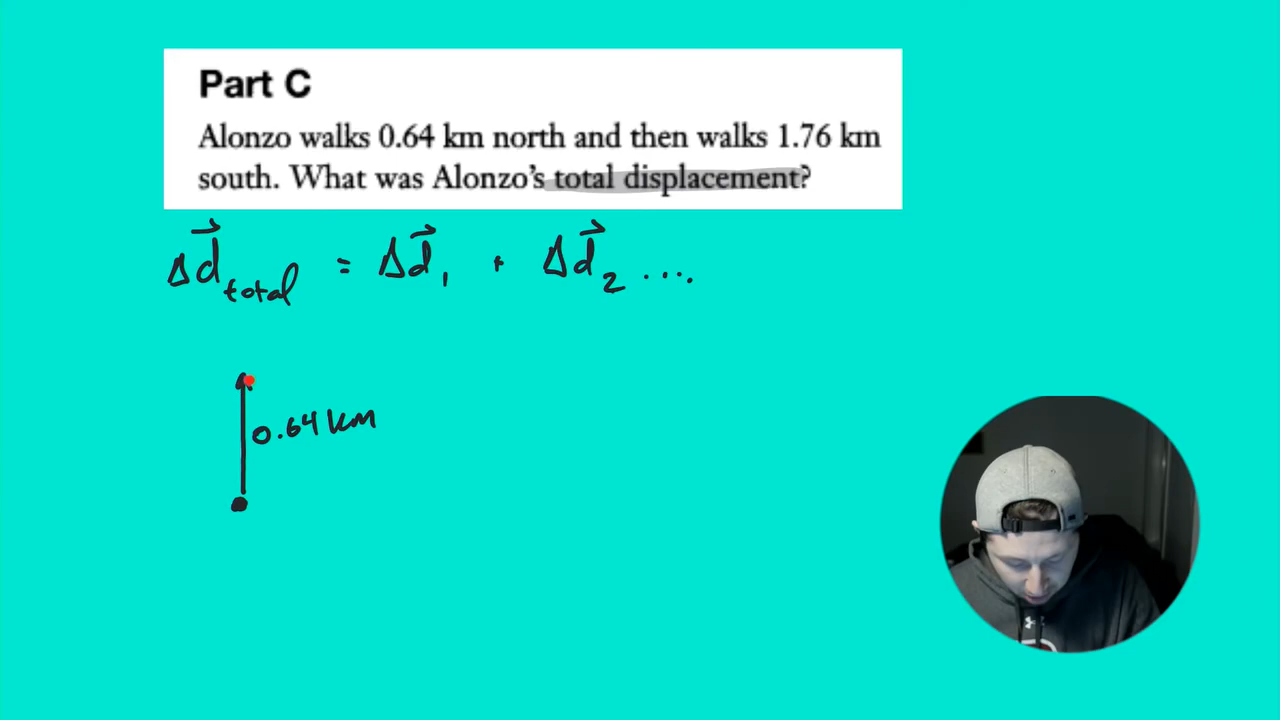 Part C
Alonzo walks 0.64 km north and then walks 1.76 km
south. What was Alonzo's total displacement?
Δd⃗total = Δd⃗1 + Δd⃗2 ....
0.64 km